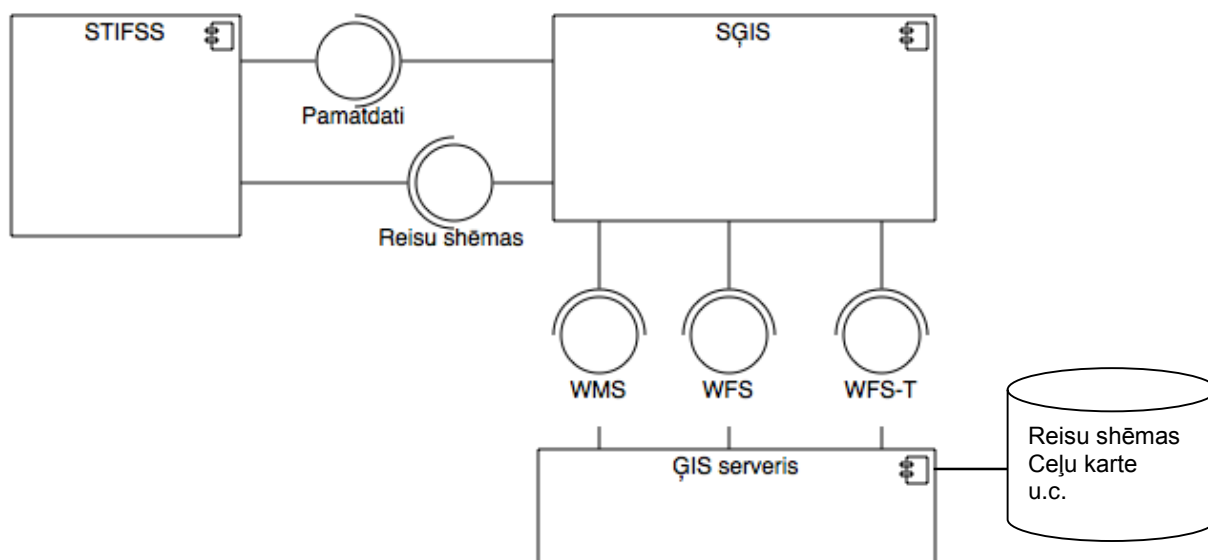 STIFSS
SĢIS
Pamatdati
Reisu shēmas
WMS
WFS
WFS-T
Reisu shēmas
Ceļu karte
u.c.
ĢIS serveris